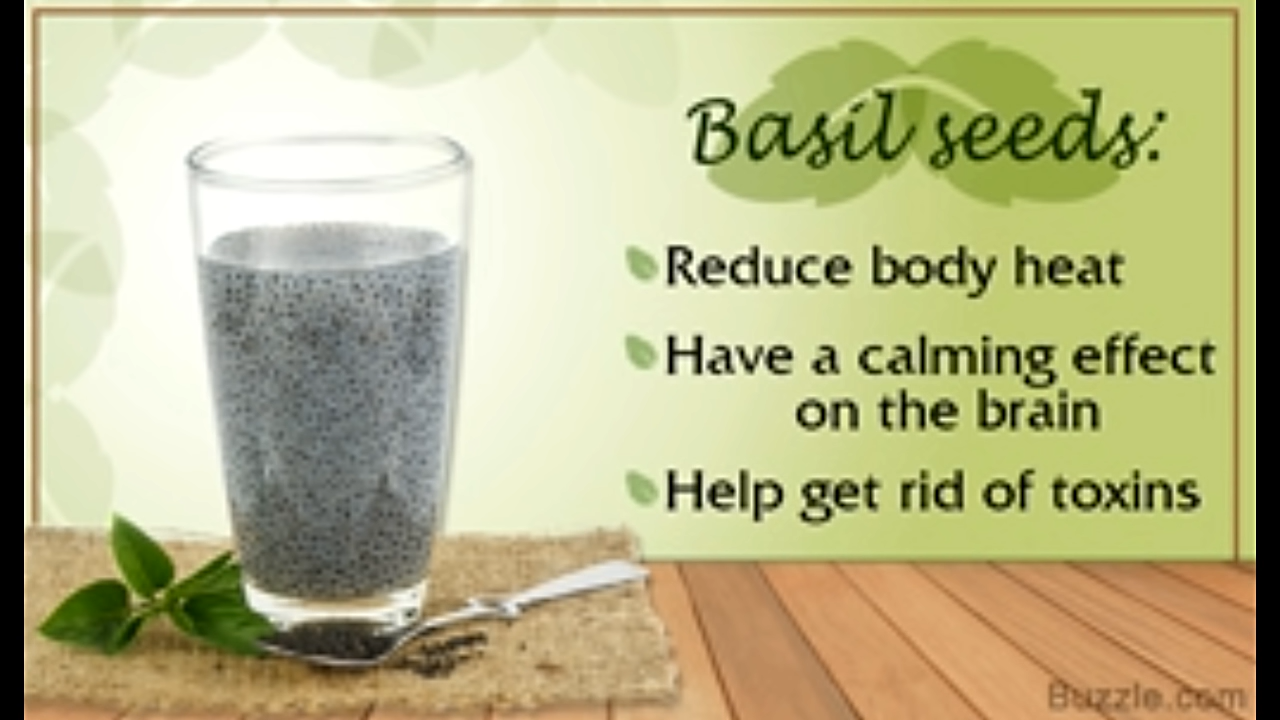 Basil seeds:
Reduce body heat
Have a calming effect
on the brain
Help get rid of toxins
Buzzle.com